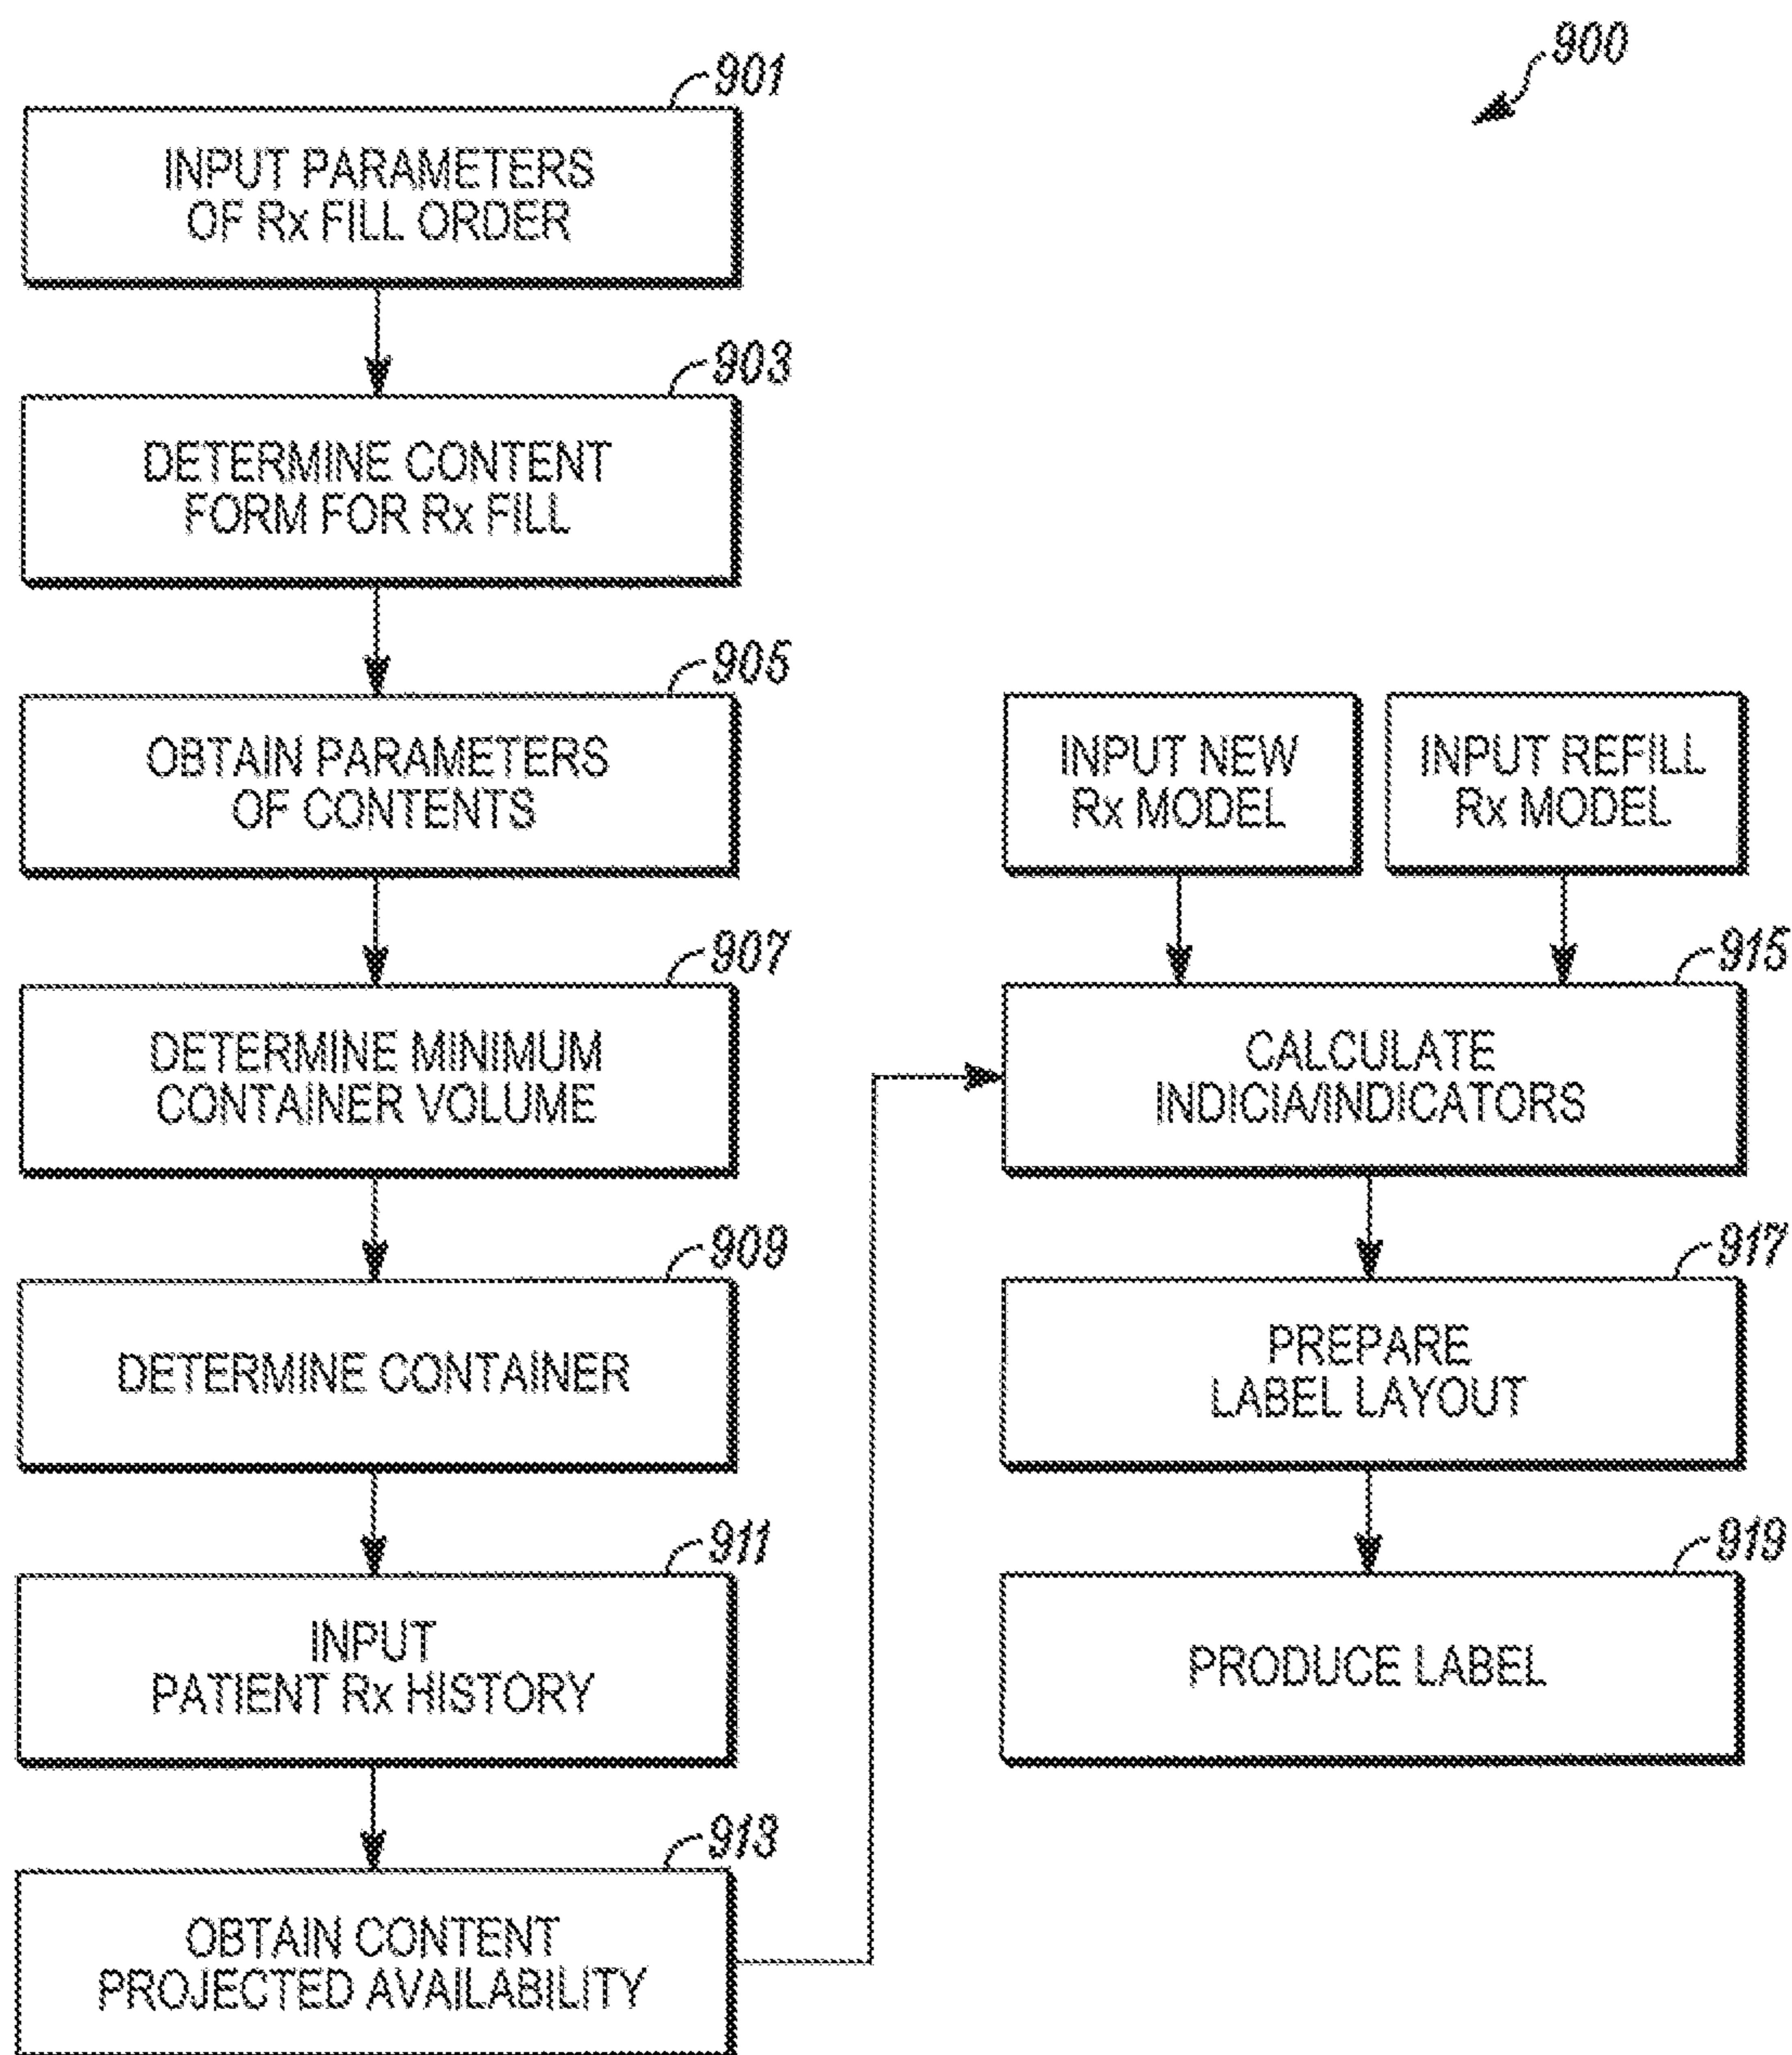 900
901
INPUT PARAMETERS
OF Rx FILL ORDER
903
DETERMINE CONTENT
FORM FOR Rx FILL
905
OBTAIN PARAMETERS
OF CONTENTS
907
DETERMINE MINIMUM
CONTAINER VOLUME
909
DETERMINE CONTAINER
911
INPUT
PATIENT Rx HISTORY
913
OBTAIN CONTENT
PROJECTED AVAILABILITY
INPUT NEW
Rx MODEL
INPUT REFILL
Rx MODEL
915
CALCULATE
INDICIA/INDICATORS
917
PREPARE
LABEL LAYOUT
919
PRODUCE LABEL